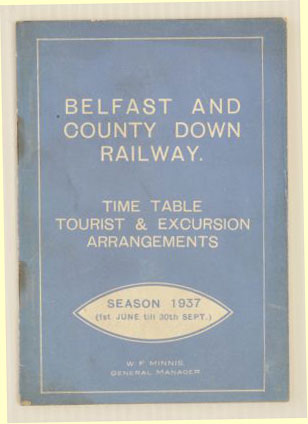 BELFAST AND
COUNTY DOWN
RAILWAY.
TIME TABLE
TOURIST & EXCURSION
ARRANGEMENTS
SEASON 1937
(1st JUNE till 30th SEPT.)
W. F. MINNIS,
GENERAL MANAGER